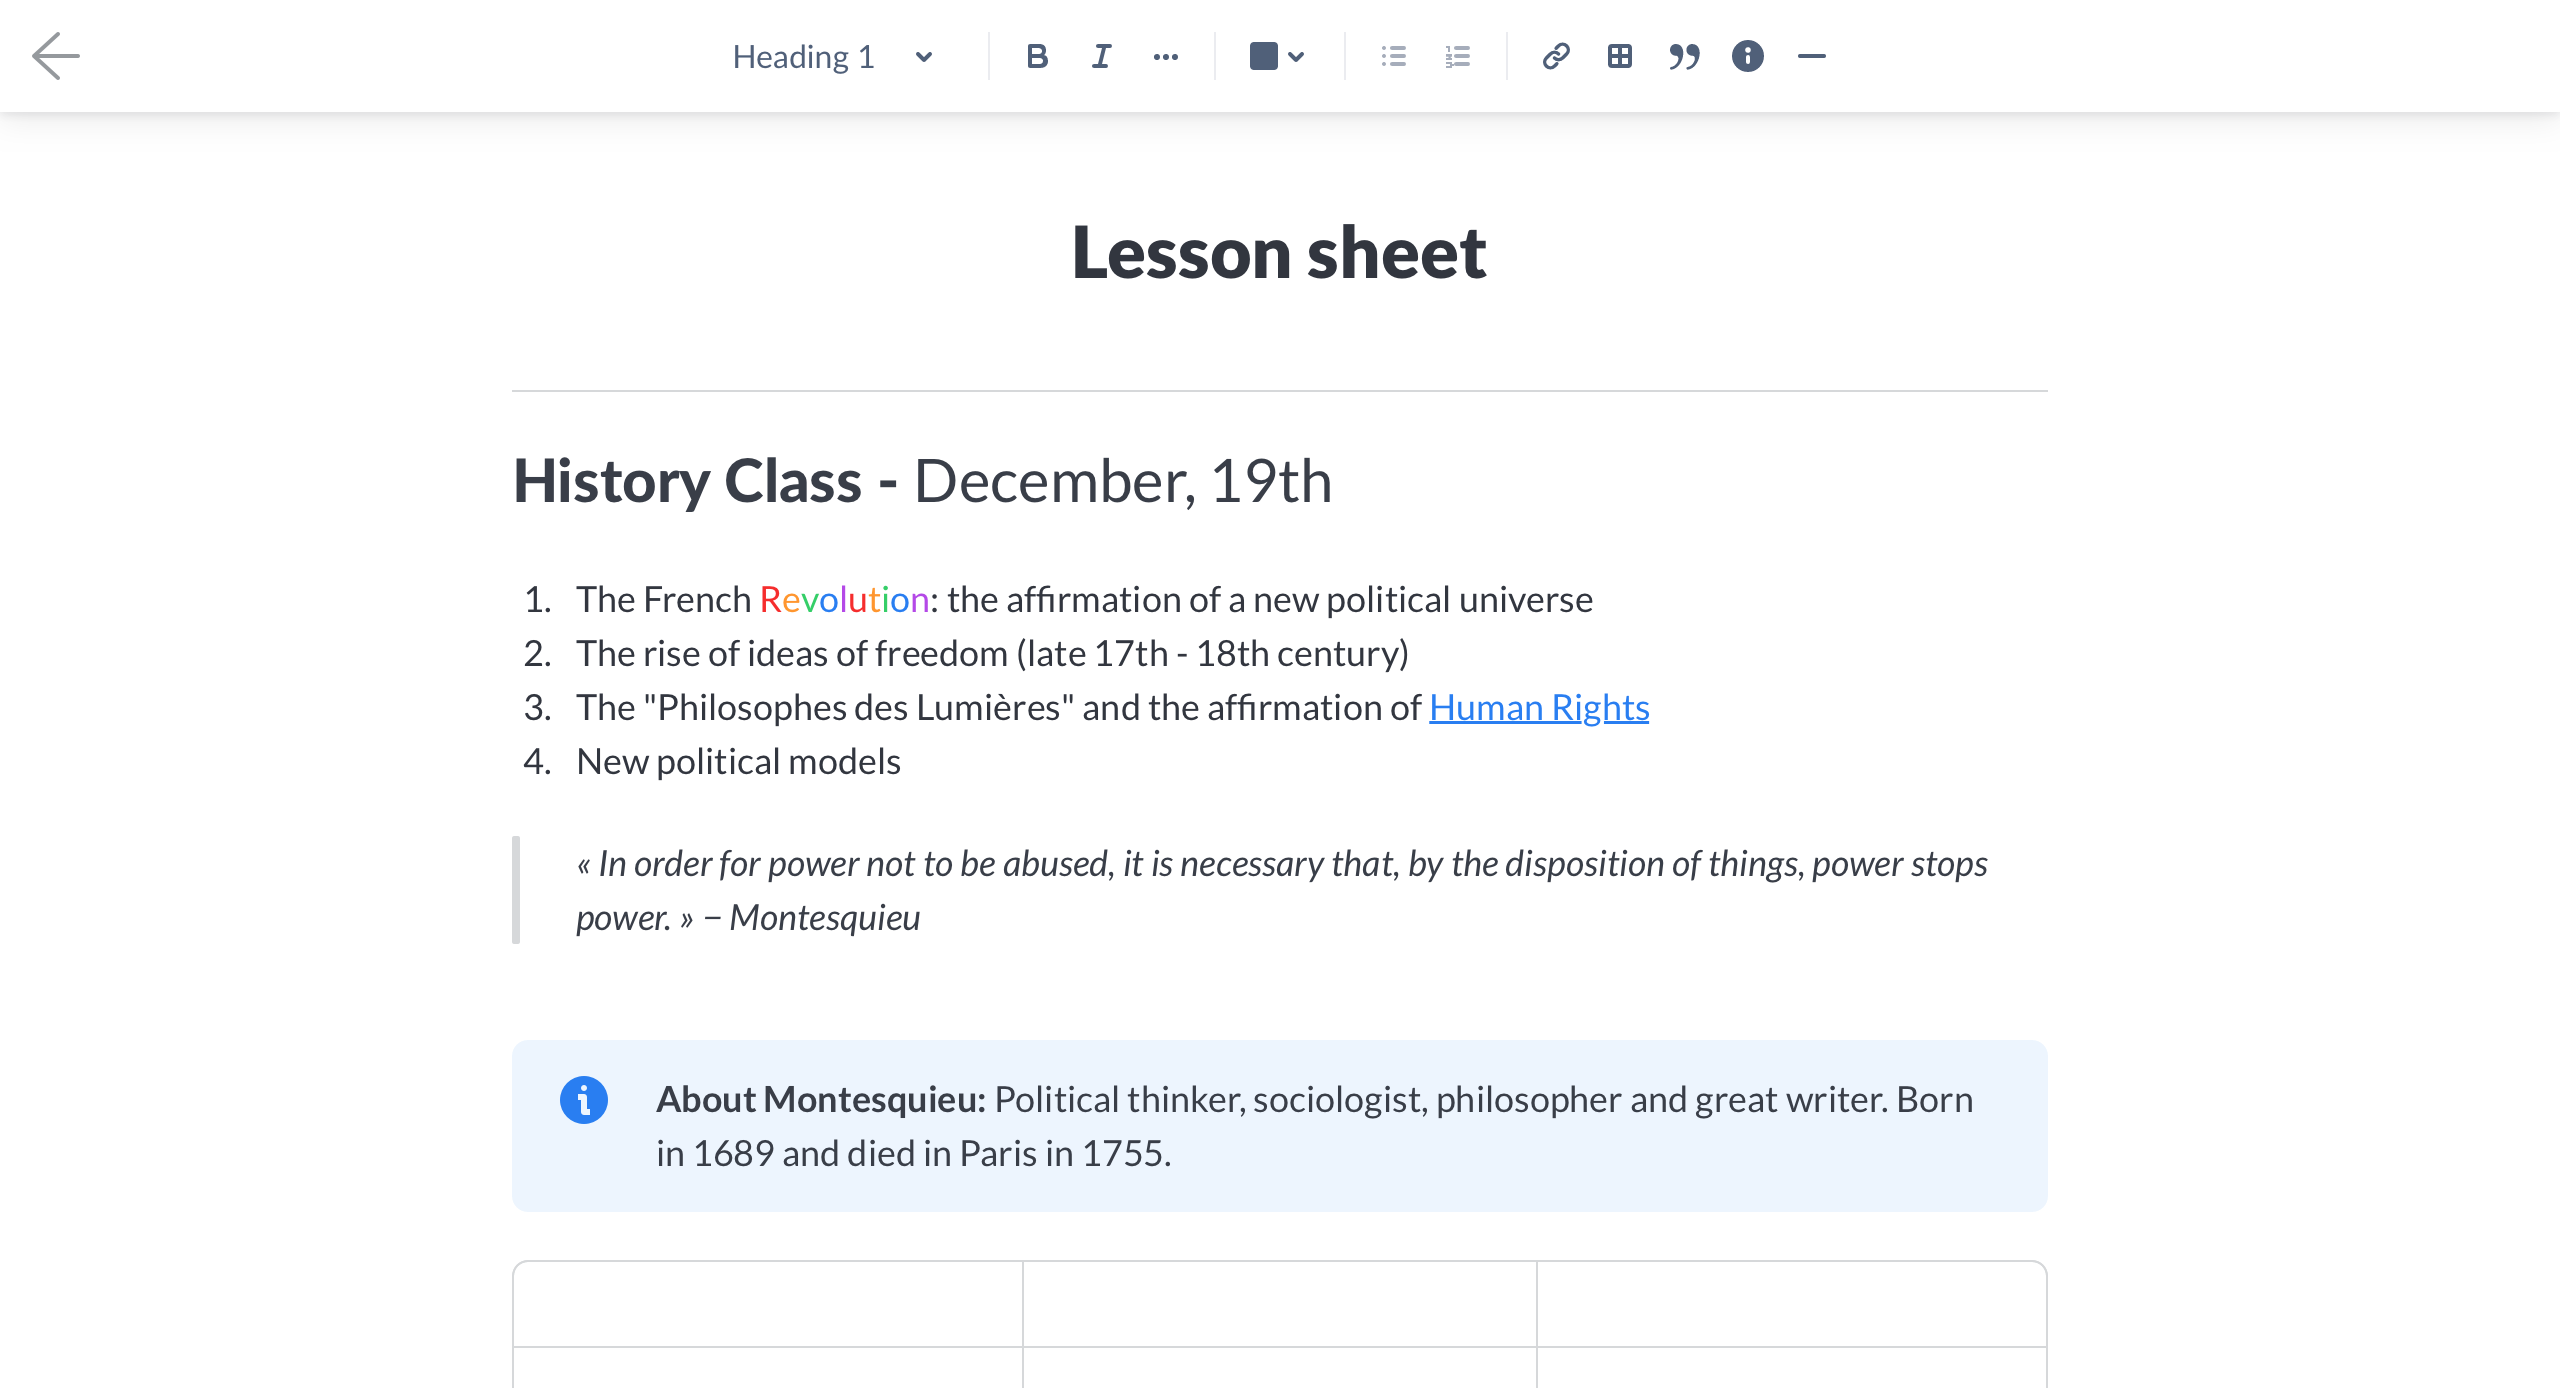 Heading 1
Lesson sheet
History Class - December, 19th
1. The French Revolution: the affirmation of a new political universe
2. The rise of ideas of freedom (late 17th - 18th century)
3. The "Philosophes des Lumières" and the affirmation of Human Rights
4. New political models
« In order for power not to be abused, it is necessary that, by the disposition of things, power stops
power. » – Montesquieu
About Montesquieu: Political thinker, sociologist, philosopher and great writer. Born
in 1689 and died in Paris in 1755.